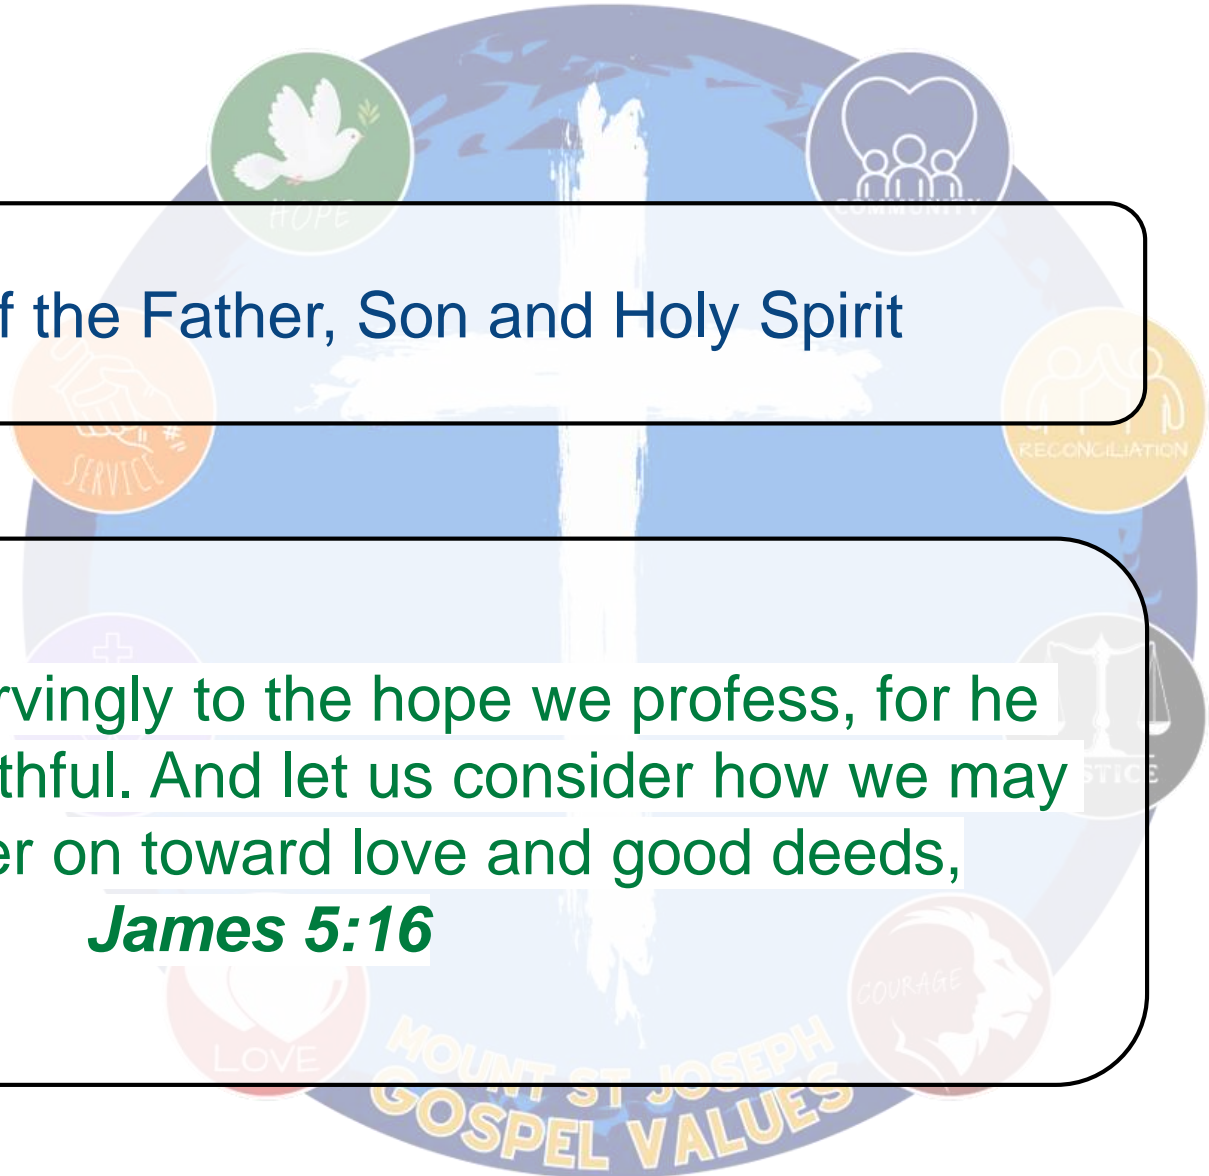 HOPE
COMMUNITY
f the Father, Son and Holy Spirit
SERVICE
RECONCILIATION
rvingly to the hope we profess, for he
thful. And let us consider how we may
STICE
er on toward love and good deeds,
James 5:16
COURAGE
LOVE
MOUNT ST JOSEPH
GOSPEL VALUES